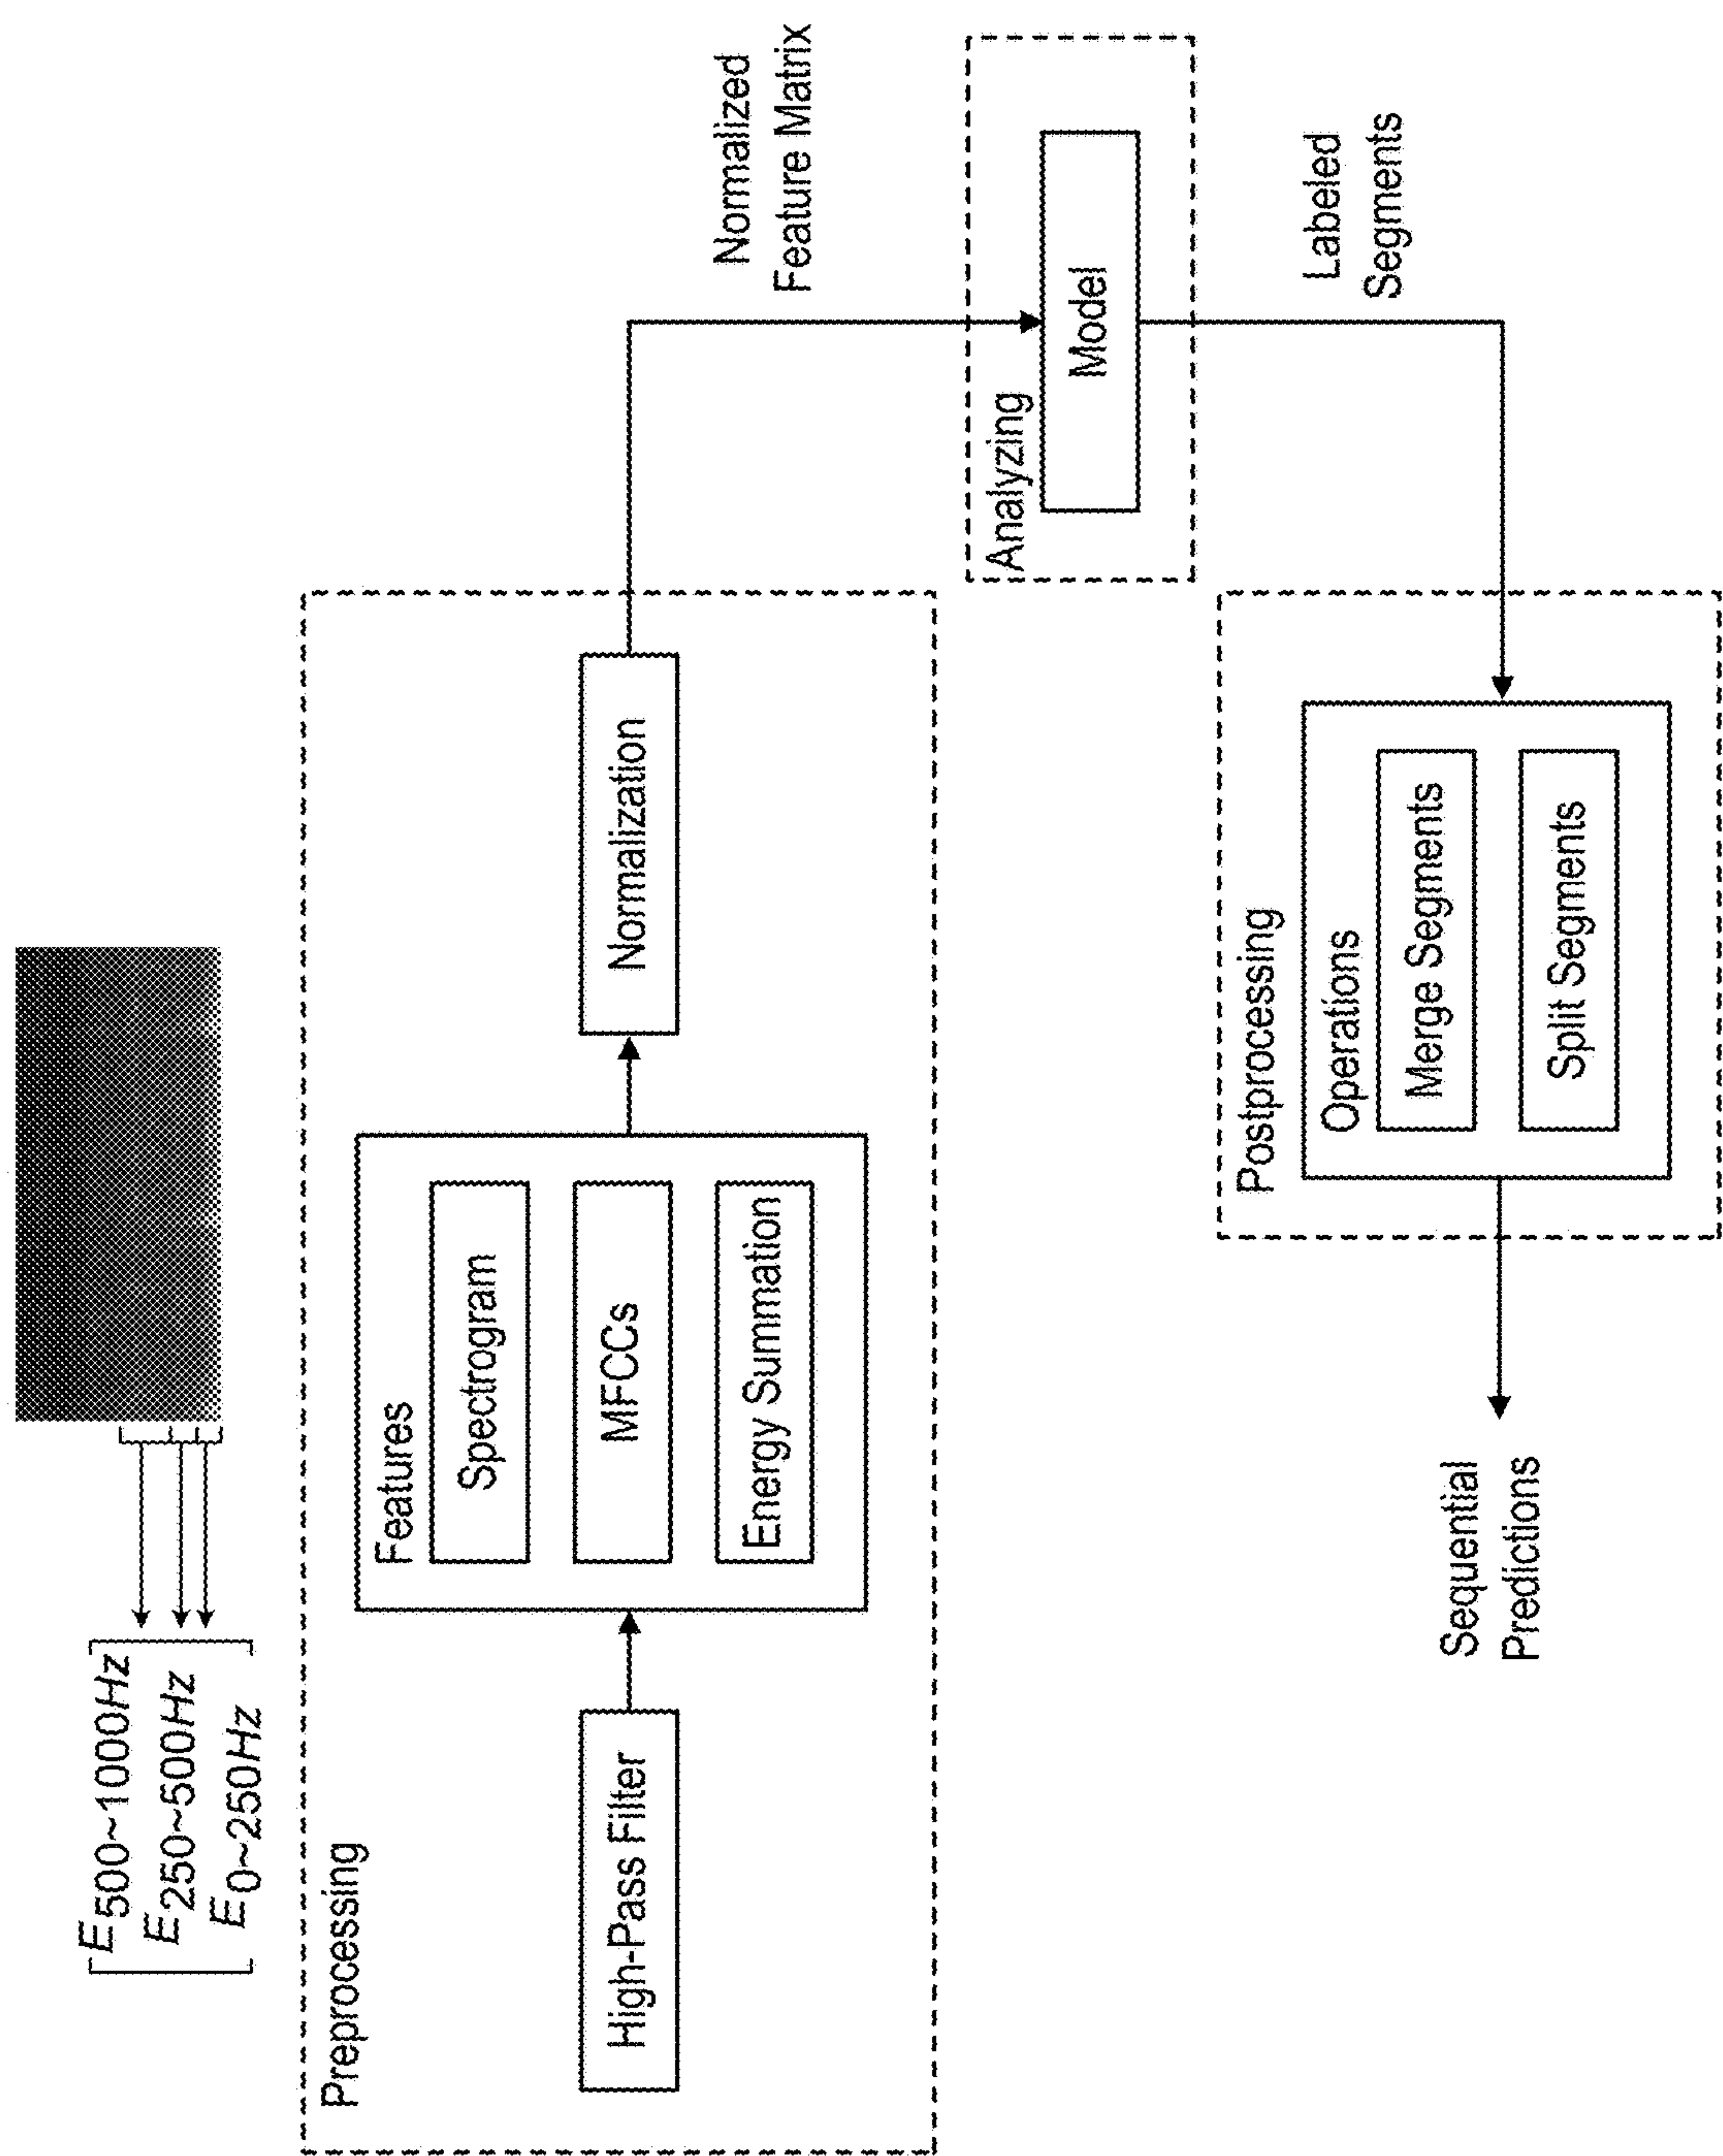 E500~1000Hz
E250~500Hz
E0~250Hz
Preprocessing
High-Pass Filter
Features
Spectrogram
MFCCs
Energy Summation
Normalization
Normalized
Feature Matrix
Analyzing
Model
Labeled
Segments
Postprocessing
Operations
Merge Segments
Split Segments
Sequential
Predictions